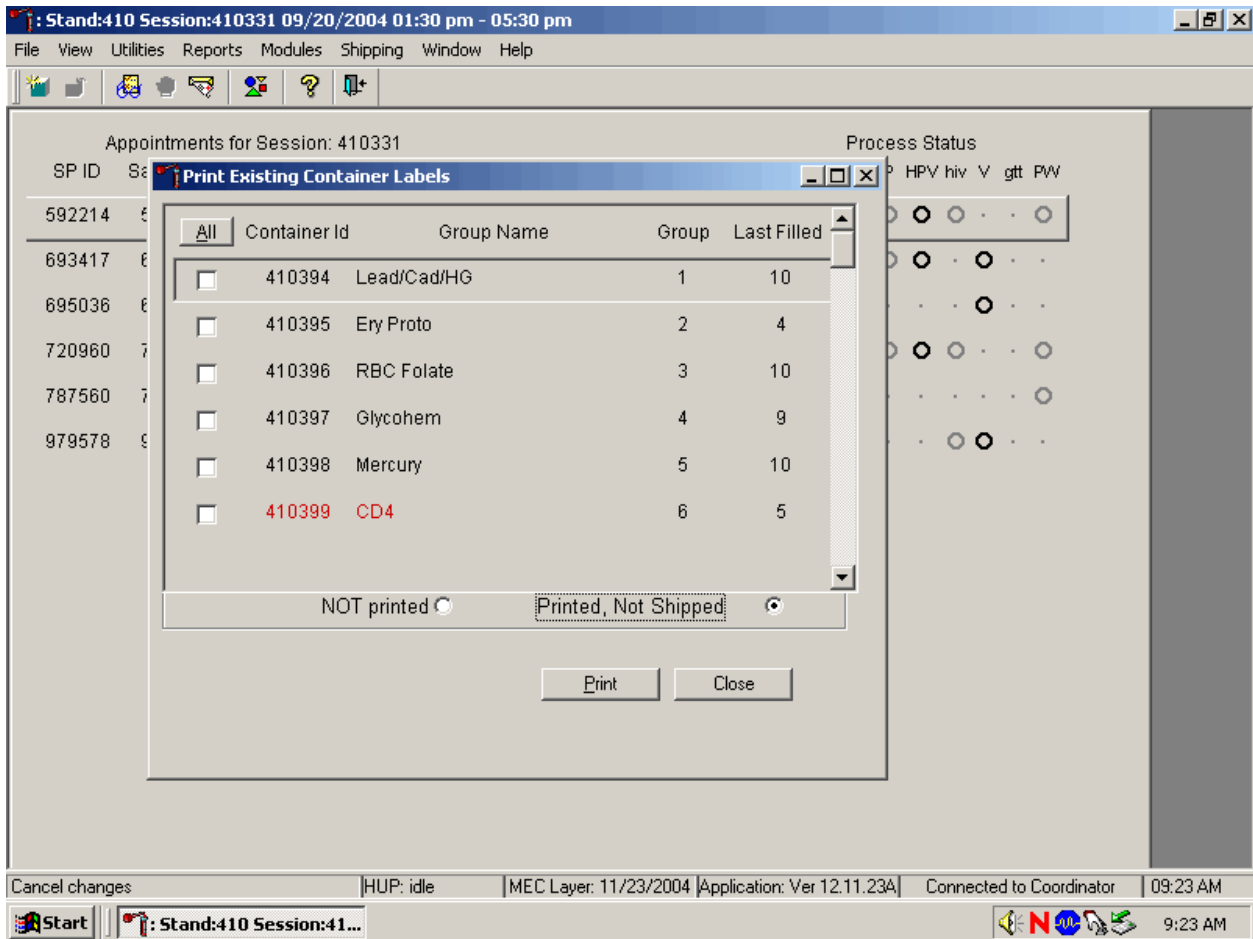 : Stand:410 Session:410331 09/20/2004 01:30 pm - 05:30 pm
File View Utilities Reports Modules Shipping Window Help
Appointments for Session: 410331 Process Status
SP ID HPV hiv V gtt PW
Print Existing Container Labels
592214
All Container Id Group Name Group Last Filled
693417
410394 Lead/Cad/HG 1 10
695036
410395 Ery Proto 2 4
720960
410396 RBC Folate 3 10
787560
410397 Glycohem 4 9
979578
410398 Mercury 5 10
410399 CD4 6 5
NOT printed Printed, Not Shipped
Print Close
Cancel changes HUP: idle MEC Layer: 11/23/2004 Application: Ver 12.11.23A Connected to Coordinator 09:23 AM
Start : Stand:410 Session:41... N 9:23 AM